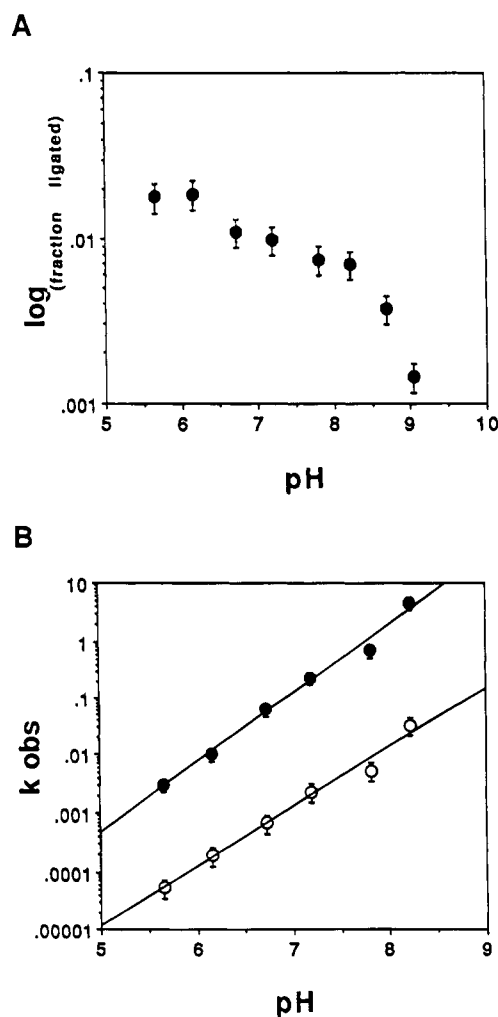 A
.1
.01
.001
log (fraction ligated)
5 6 7 8 9 10
pH
B
10
1
.1
.01
.001
.0001
.00001
k obs
5 6 7 8 9
pH